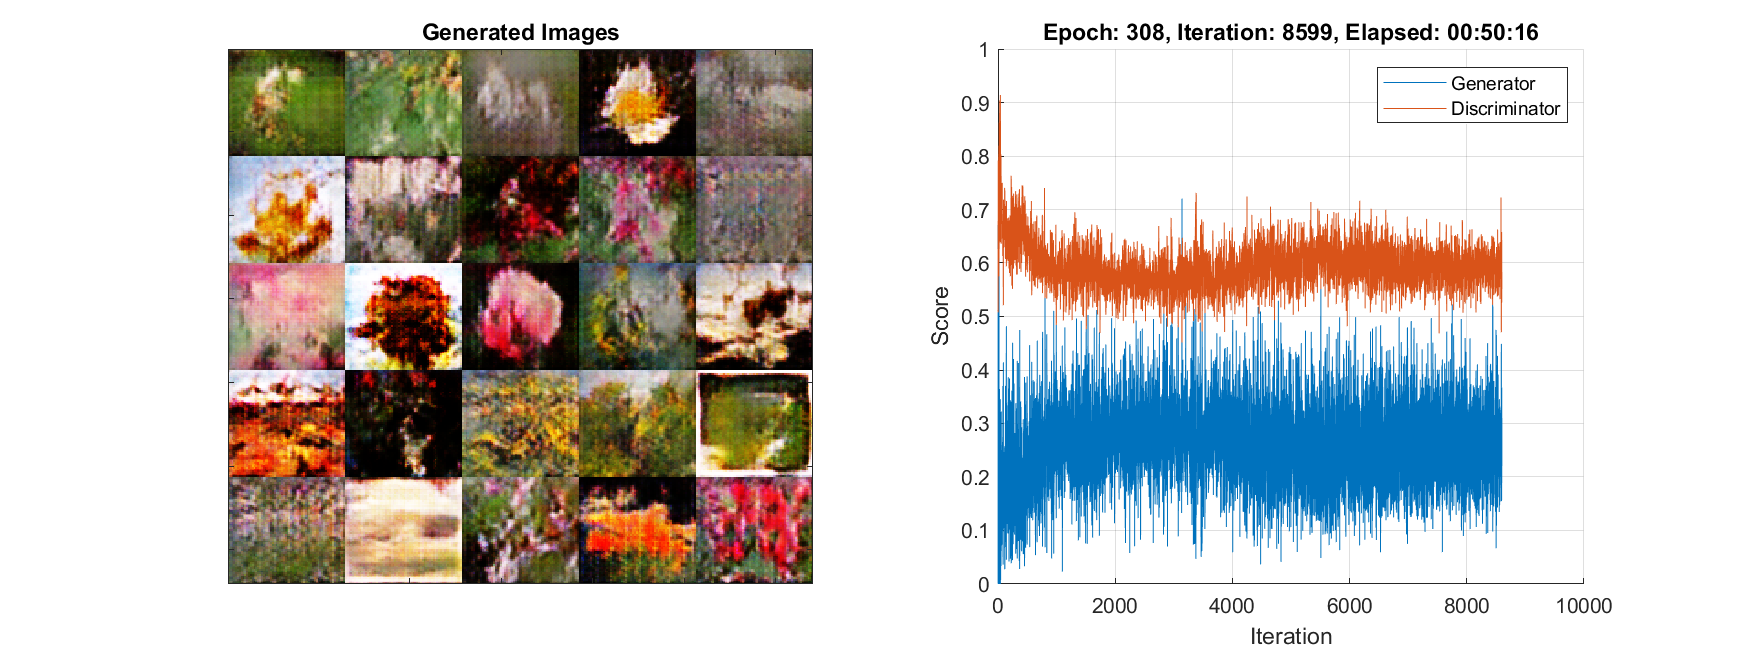 Generated Images
Epoch: 308, Iteration: 8599, Elapsed: 00:50:16
Generator
Discriminator
1
0.9
0.8
0.7
0.6
0.5
0.4
0.3
0.2
0.1
0
Score
0 2000 4000 6000 8000 10000
Iteration